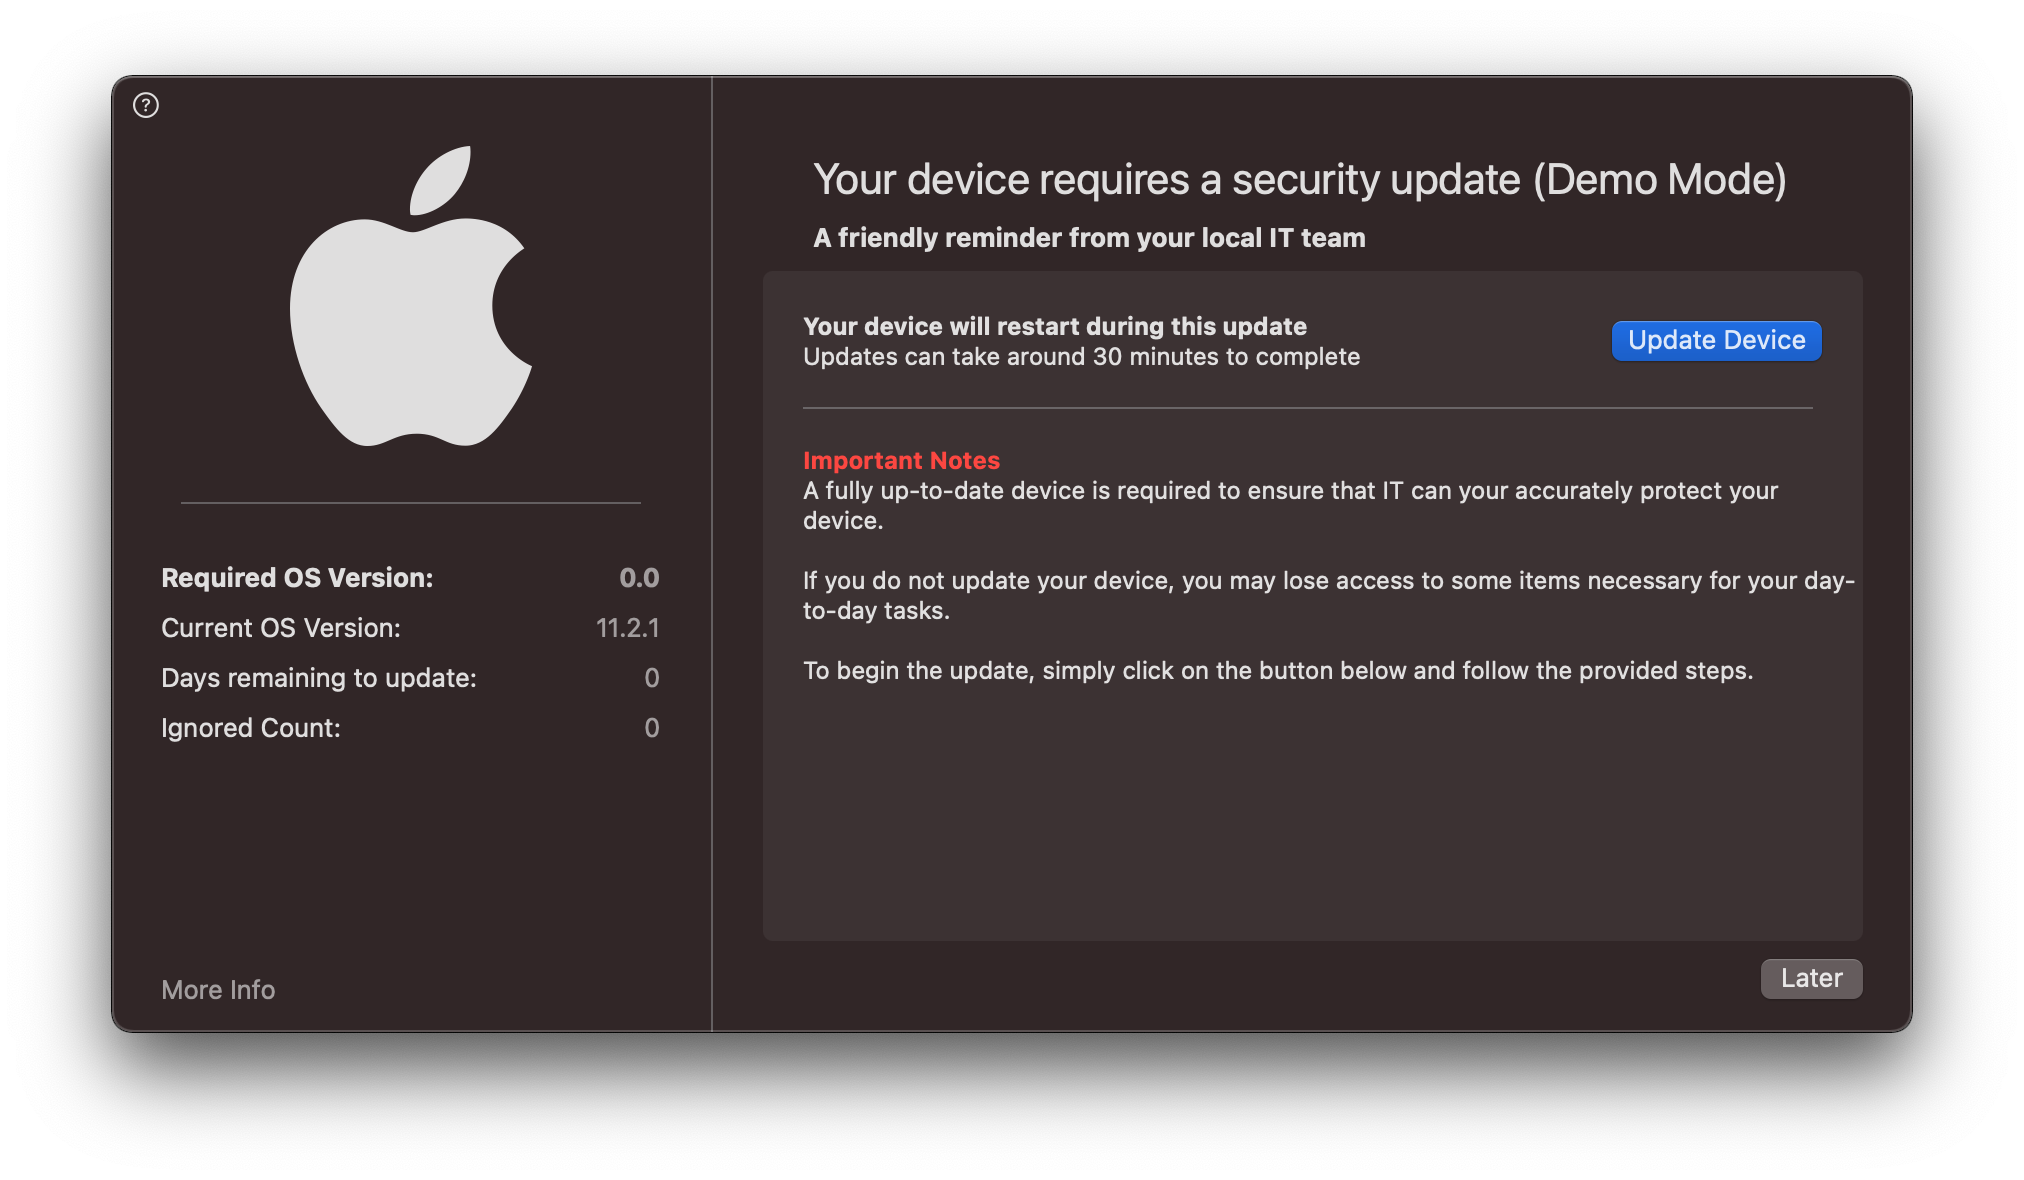 ?
Your device requires a security update (Demo Mode)
A friendly reminder from your local IT team
Your device will restart during this update
Updates can take around 30 minutes to complete
Update Device
Important Notes
A fully up-to-date device is required to ensure that IT can your accurately protect your
device.
If you do not update your device, you may lose access to some items necessary for your day-
to-day tasks.
To begin the update, simply click on the button below and follow the provided steps.
Required OS Version: 0.0
Current OS Version: 11.2.1
Days remaining to update: 0
Ignored Count: 0
More Info
Later